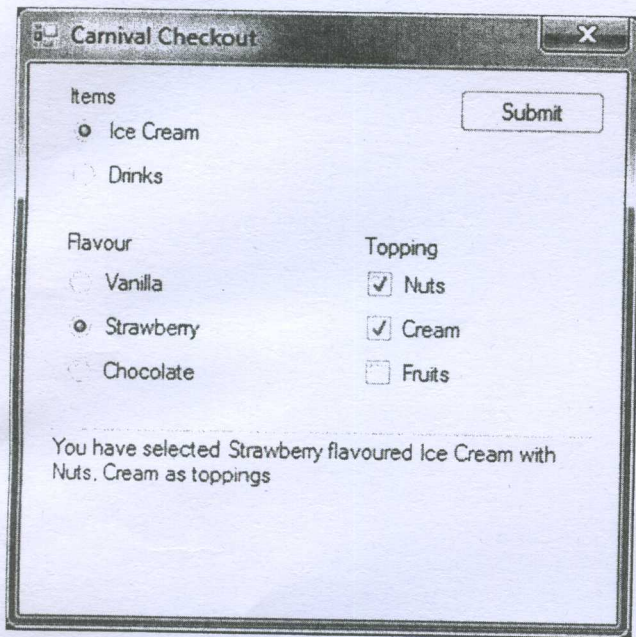 Carnival Checkout
Items
Submit
Ice Cream
Drinks
Flavour
Topping
Vanilla
Nuts
Strawberry
Cream
Chocolate
Fruits
You have selected Strawberry flavoured Ice Cream with
Nuts, Cream as toppings